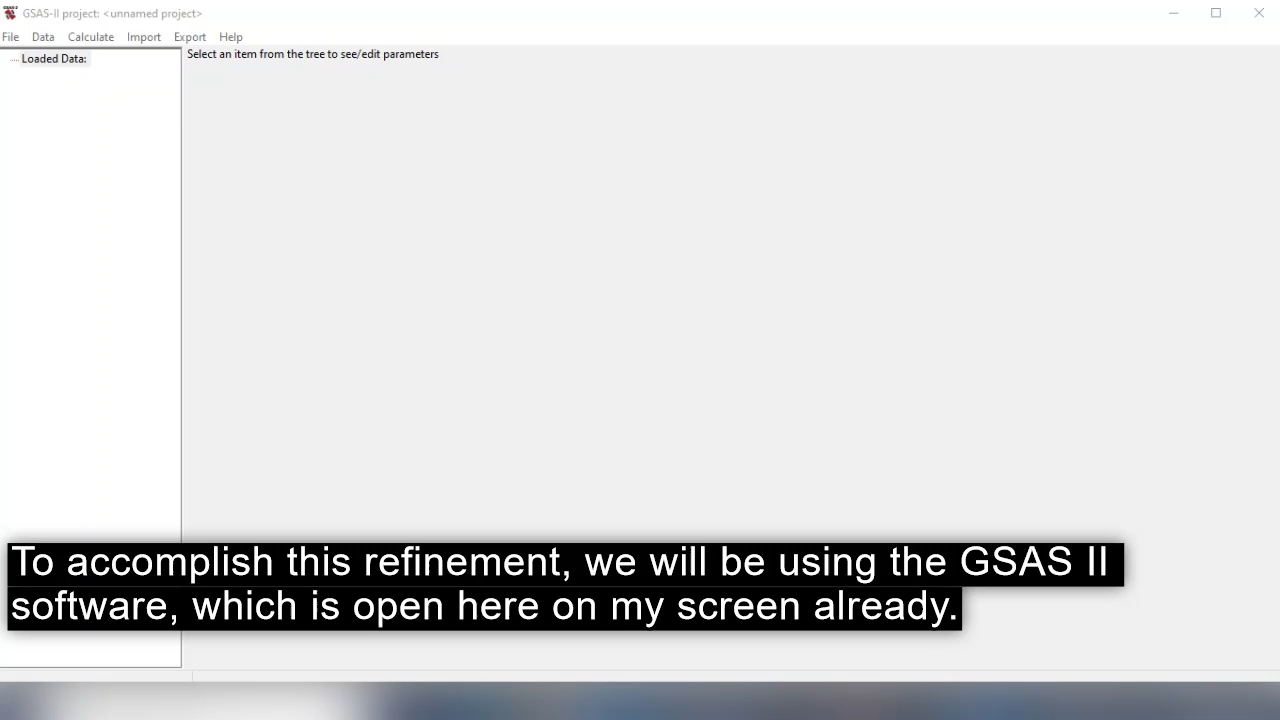 GSAS-II project: <unnamed project>
File Data Calculate Import Export Help
Loaded Data:
Select an item from the tree to see/edit parameters
To accomplish this refinement, we will be using the GSAS II
software, which is open here on my screen already.